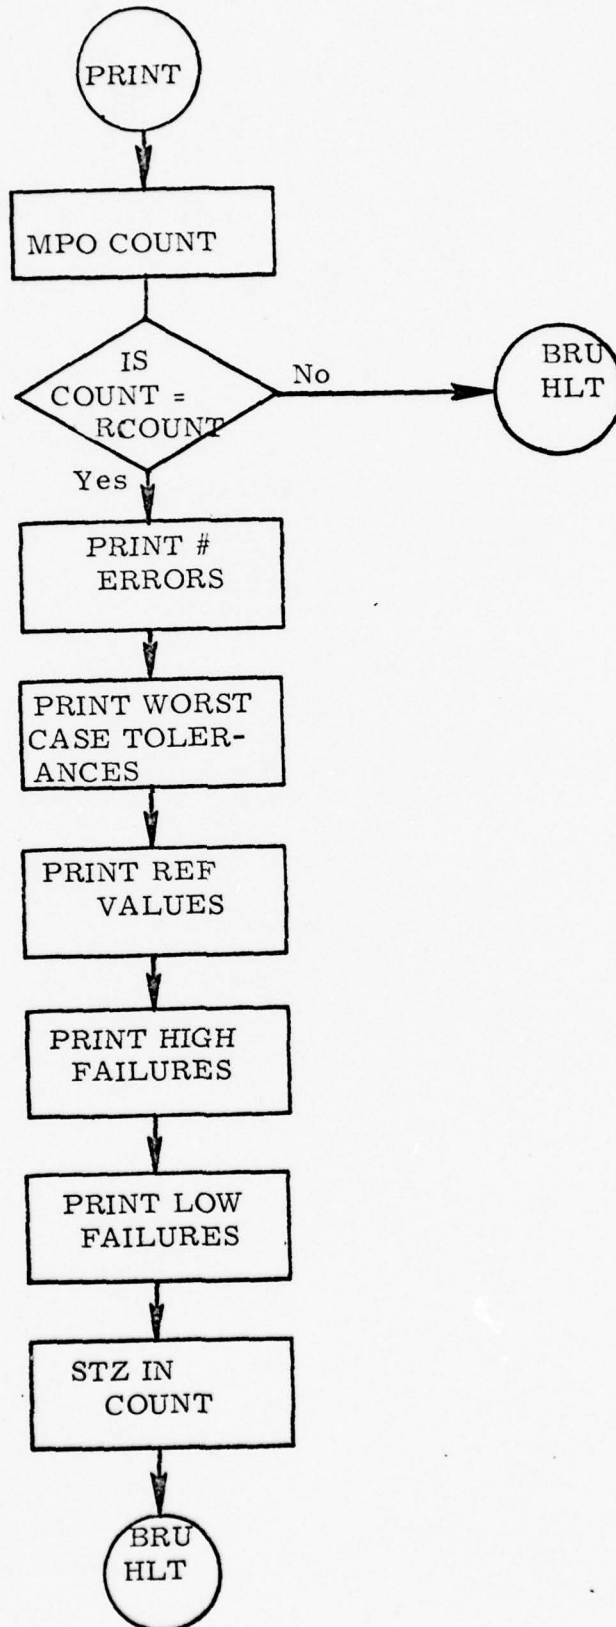 PRINT
MPO COUNT
IS
COUNT =
RCOUNT
No
BRU
HLT
Yes
PRINT #
ERRORS
PRINT WORST
CASE TOLER-
ANCES
PRINT REF
VALUES
PRINT HIGH
FAILURES
PRINT LOW
FAILURES
STZ IN
COUNT
BRU
HLT